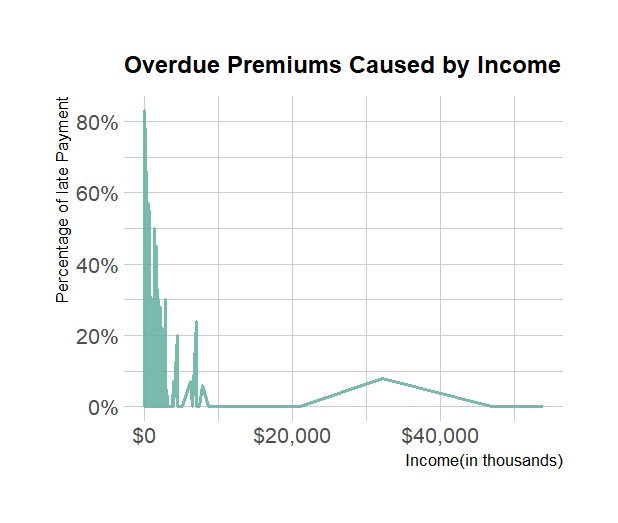 Overdue Premiums Caused by Income
Percentage of late Payment
80%
60%
40%
20%
0%
$0
$20,000
$40,000
Income(in thousands)